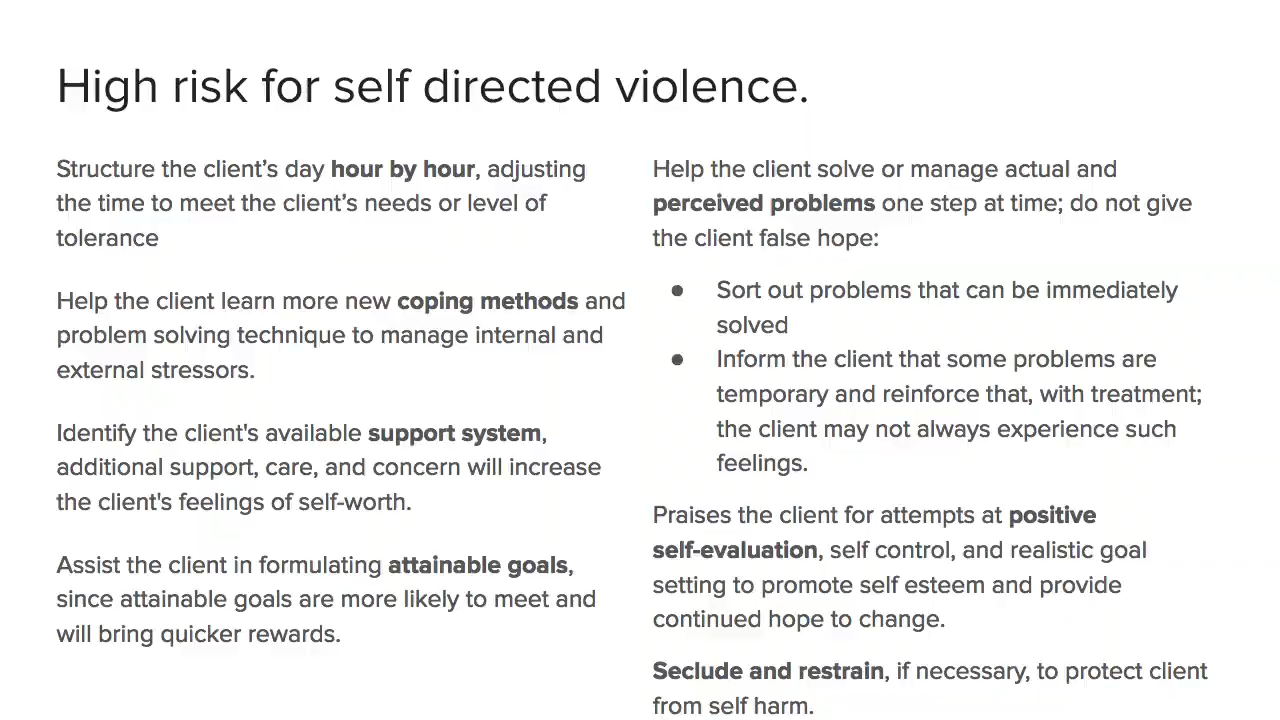 High risk for self directed violence.
Structure the client’s day hour by hour, adjusting
the time to meet the client’s needs or level of
tolerance
Help the client learn more new coping methods and
problem solving technique to manage internal and
external stressors.
Identify the client's available support system,
additional support, care, and concern will increase
the client's feelings of self-worth.
Assist the client in formulating attainable goals,
since attainable goals are more likely to meet and
will bring quicker rewards.
Help the client solve or manage actual and
perceived problems one step at time; do not give
the client false hope:
● Sort out problems that can be immediately
solved
● Inform the client that some problems are
temporary and reinforce that, with treatment;
the client may not always experience such
feelings.
Praises the client for attempts at positive
self-evaluation, self control, and realistic goal
setting to promote self esteem and provide
continued hope to change.
Seclude and restrain, if necessary, to protect client
from self harm.